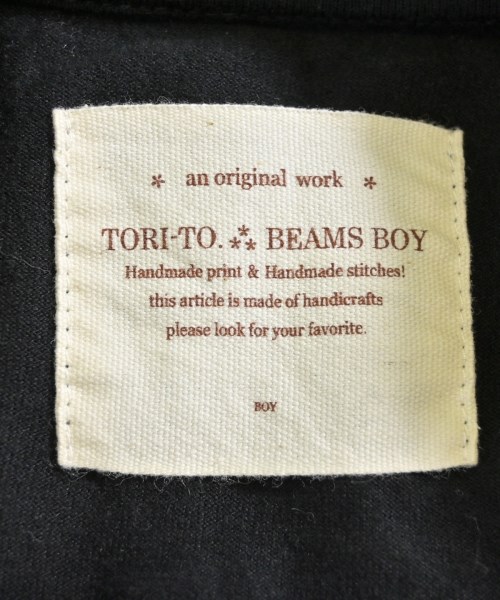 * an original work *
TORI-TO. ⁂ BEAMS BOY
Handmade print & Handmade stitches!
this article is made of handicrafts
please look for your favorite.
BOY